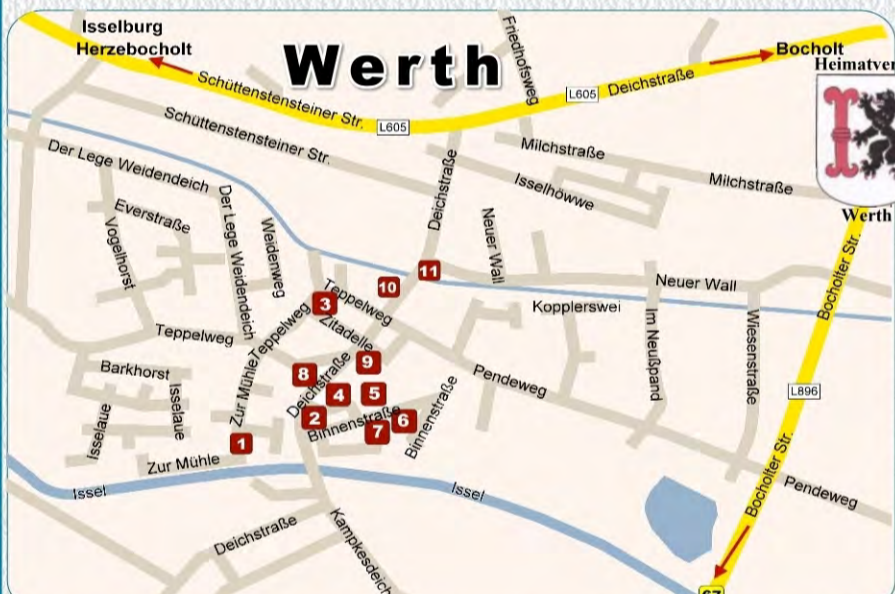 Isselburg
Herzebocholt
Werth
Friedhofsweg
Bocholt
Heimatver
Schüttenstensteiner Str.
L605
L605
Deichstraße
Schüttenstensteiner Str.
Deichstraße
Milchstraße
Milchstraße
Isselhöwwe
Werth
Der Lege Weidendeich
Everstraße
Vogelhorst
Der Lege Weidendeich
Weidenweg
Neuer Wall
Neuer Wall
Bocholter Str.
11
10
3
Teppelweg
Zitadelle
Kopplerswei
Im Neußpand
Wiesenstraße
Teppelweg
Teppelweg
Barkhorst
Isselaue
Isselaue
Zur Mühle
8
9
Deichstraße
4
5
2
Binnenstraße
6
7
Binnenstraße
Pendeweg
L896
1
Zur Mühle
Issel
Issel
Bocholter Str.
Pendeweg
Deichstraße
Kampkesdeich
67